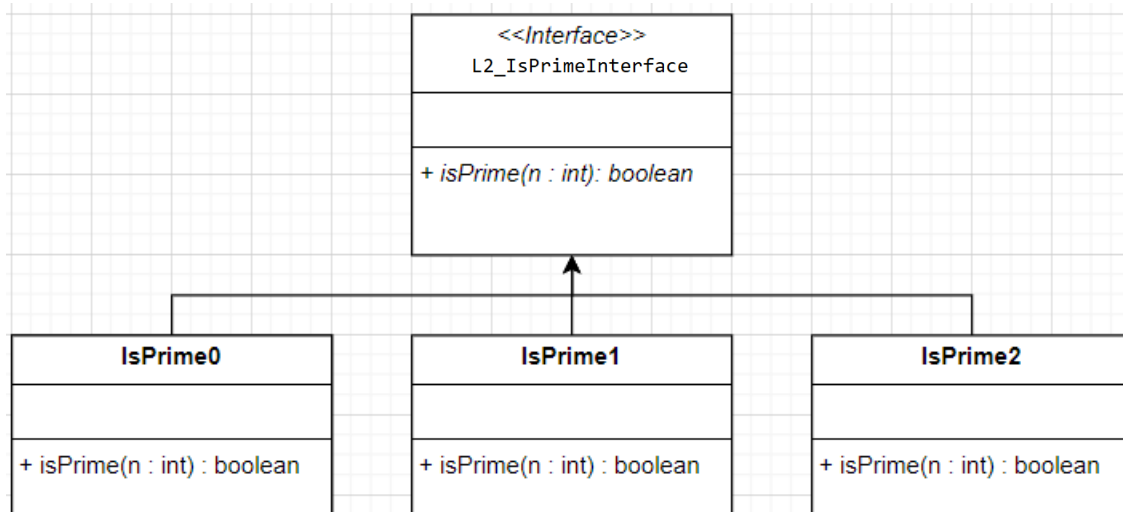 <<Interface>>
L2_IsPrimeInterface
+ isPrime(n : int): boolean
IsPrime0
IsPrime1
IsPrime2
+ isPrime(n : int) : boolean
+ isPrime(n : int) : boolean
+ isPrime(n : int) : boolean